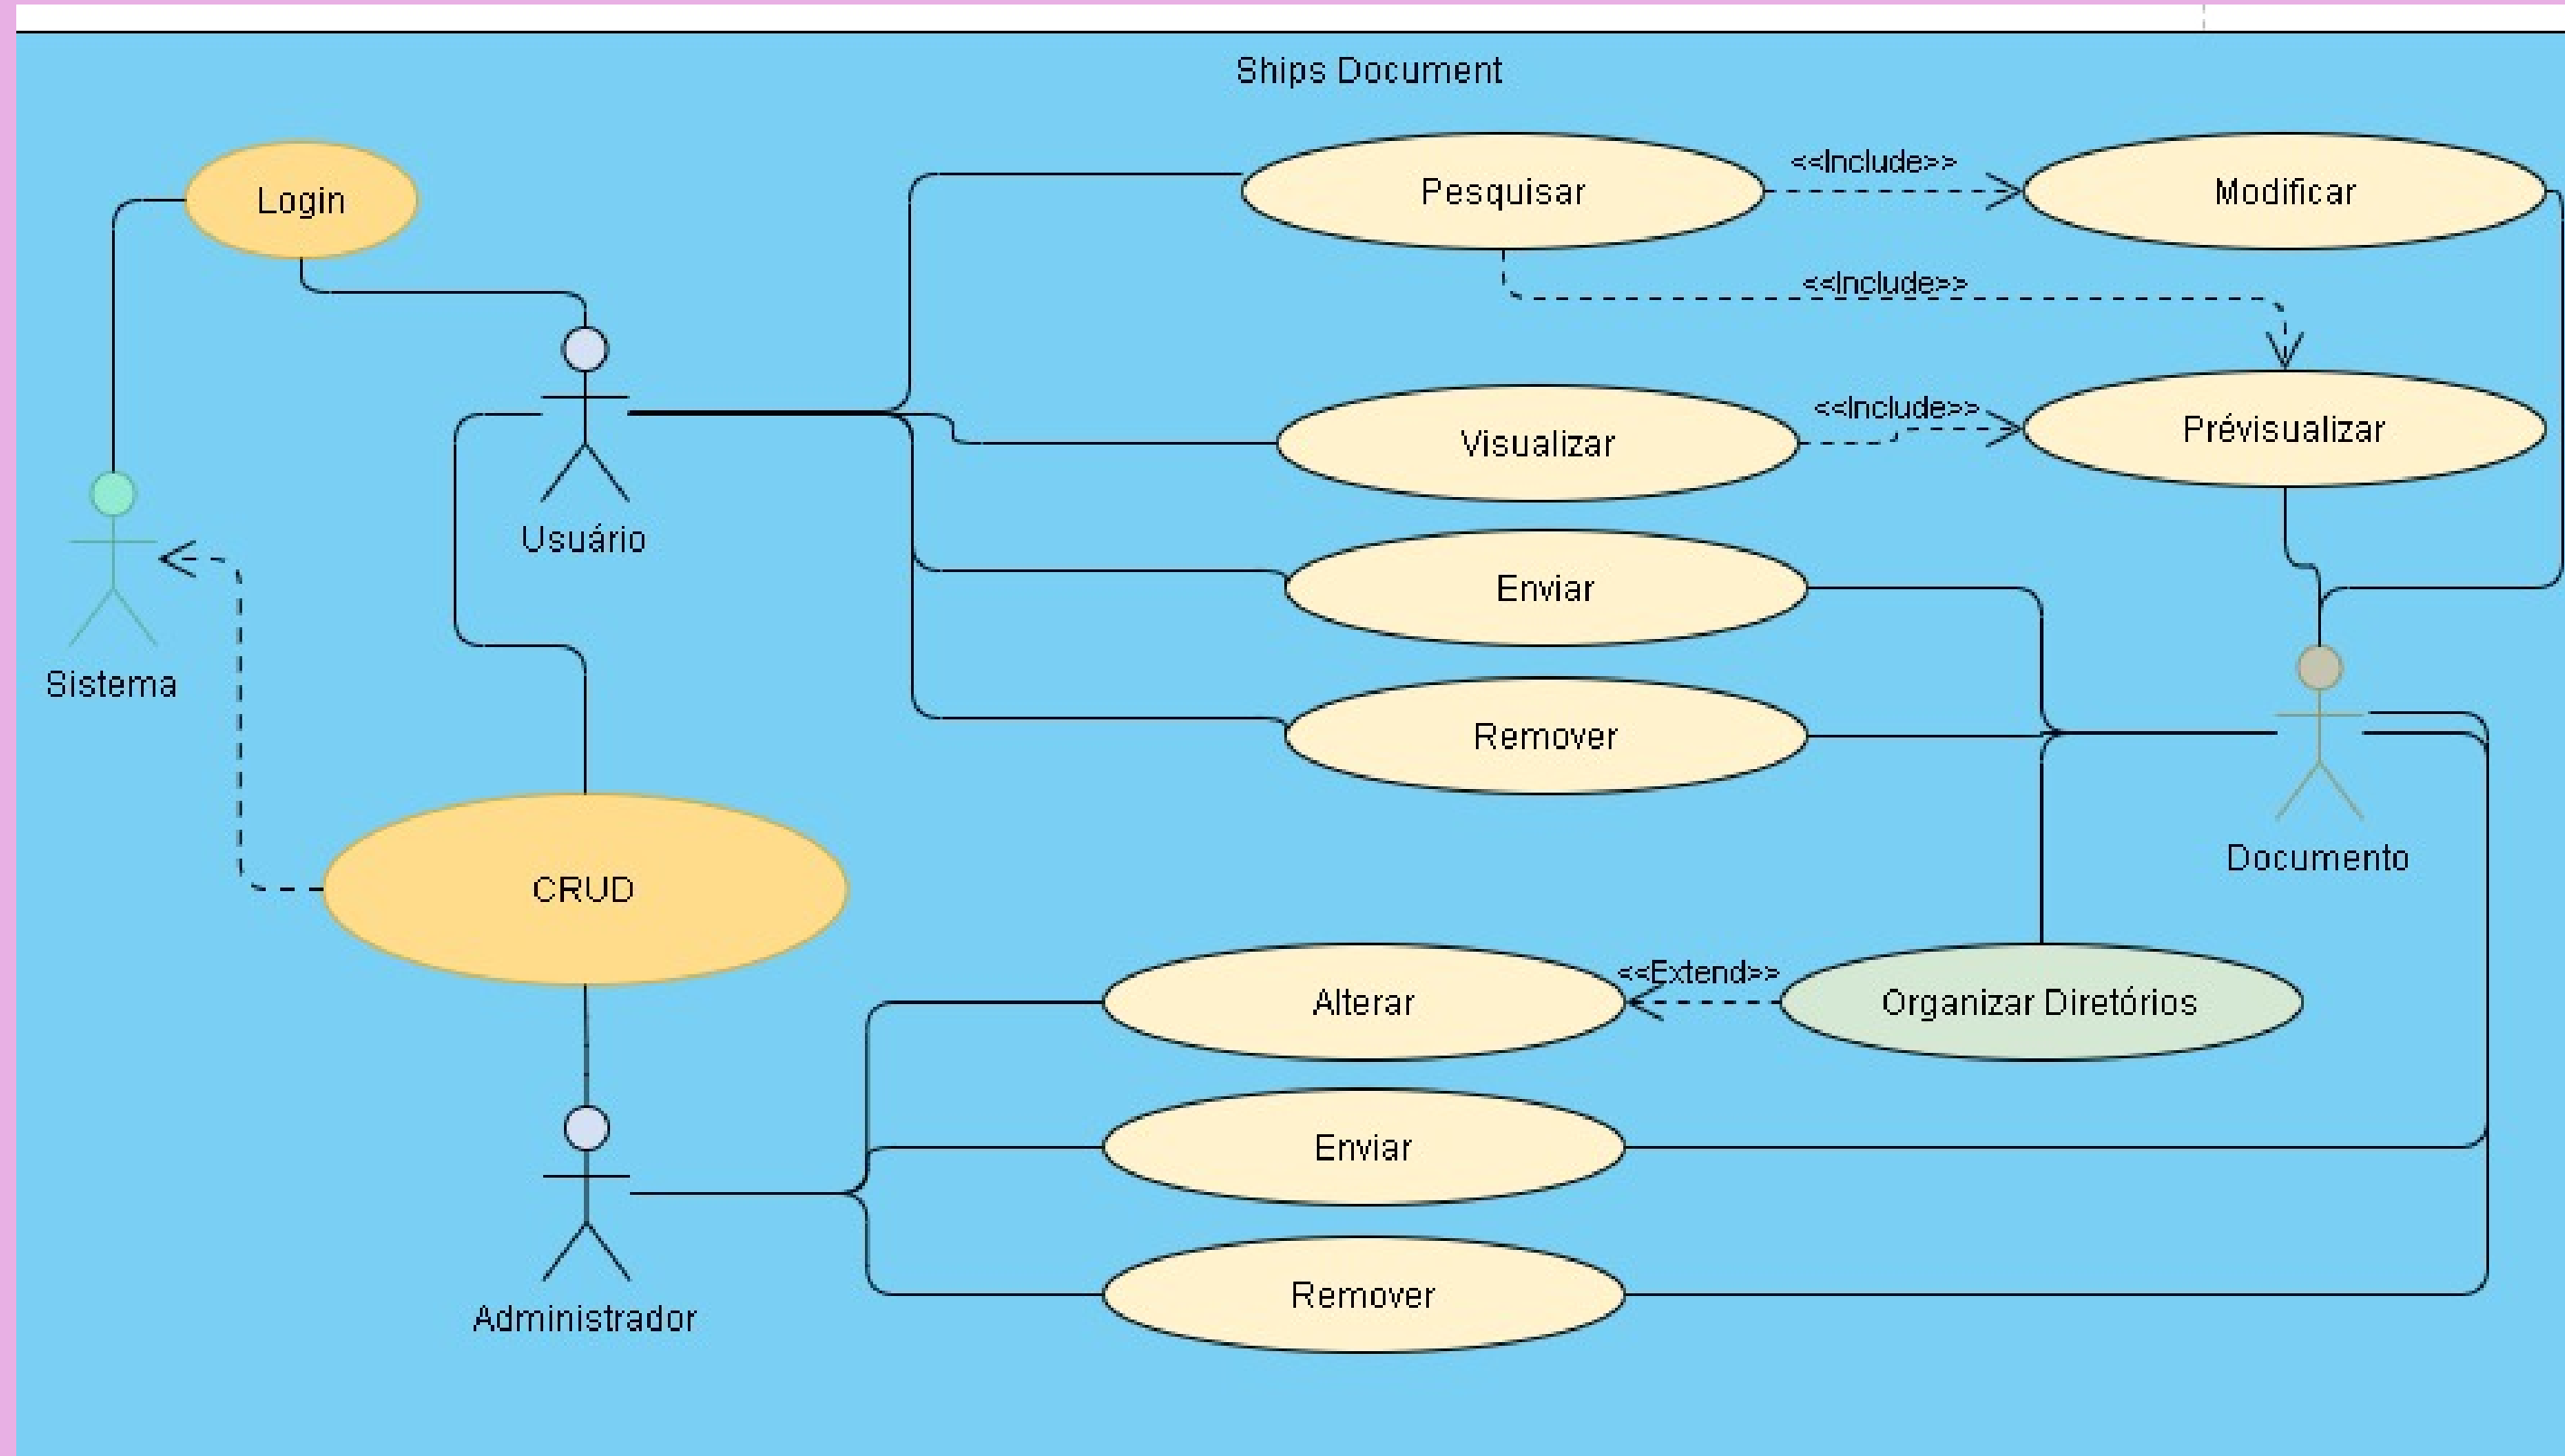 Ships Document
Login
Pesquisar
<<Include>>
Modificar
<<Include>>
Visualizar
<<Include>>
Prévisualizar
Usuário
Enviar
Sistema
Remover
Documento
CRUD
Alterar
<<Extend>>
Organizar Diretórios
Enviar
Remover
Administrador